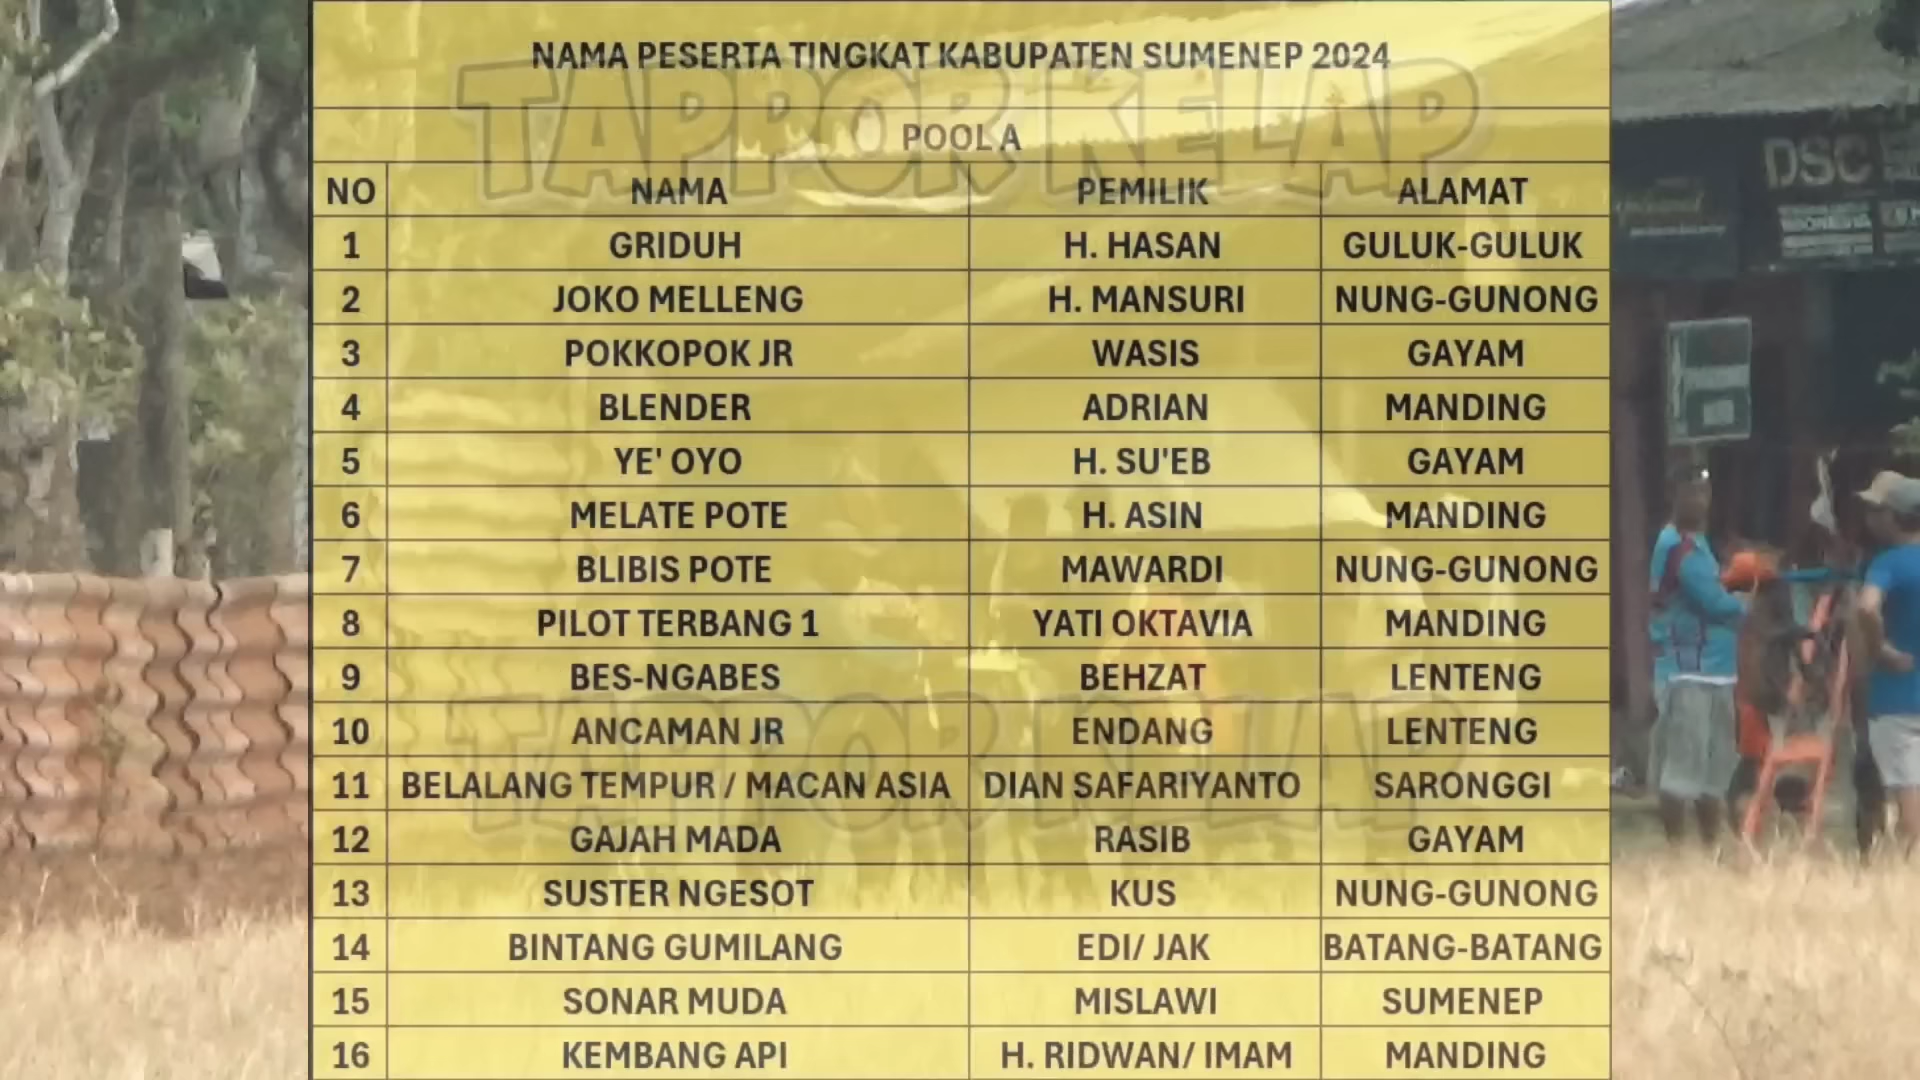 NAMA PESERTA TINGKAT KABUPATEN SUMENEP 2024
TAPPOR KELAP
POOL A
NO NAMA PEMILIK ALAMAT
1 GRIDUH H. HASAN GULUK-GULUK
2 JOKO MELLENG H. MANSURI NUNG-GUNONG
3 POKKOPOK JR WASIS GAYAM
4 BLENDER ADRIAN MANDING
5 YE' OYO H. SU'EB GAYAM
6 MELATE POTE H. ASIN MANDING
7 BLIBIS POTE MAWARDI NUNG-GUNONG
8 PILOT TERBANG 1 YATI OKTAVIA MANDING
9 BES-NGABES BEHZAT LENTENG
10 ANCAMAN JR ENDANG LENTENG
TAPPOR KELAP
11 BELALANG TEMPUR / MACAN ASIA DIAN SAFARIYANTO SARONGGI
12 GAJAH MADA RASIB GAYAM
13 SUSTER NGESOT KUS NUNG-GUNONG
14 BINTANG GUMILANG EDI/ JAK BATANG-BATANG
15 SONAR MUDA MISLAWI SUMENEP
16 KEMBANG API H. RIDWAN/ IMAM MANDING
DSC